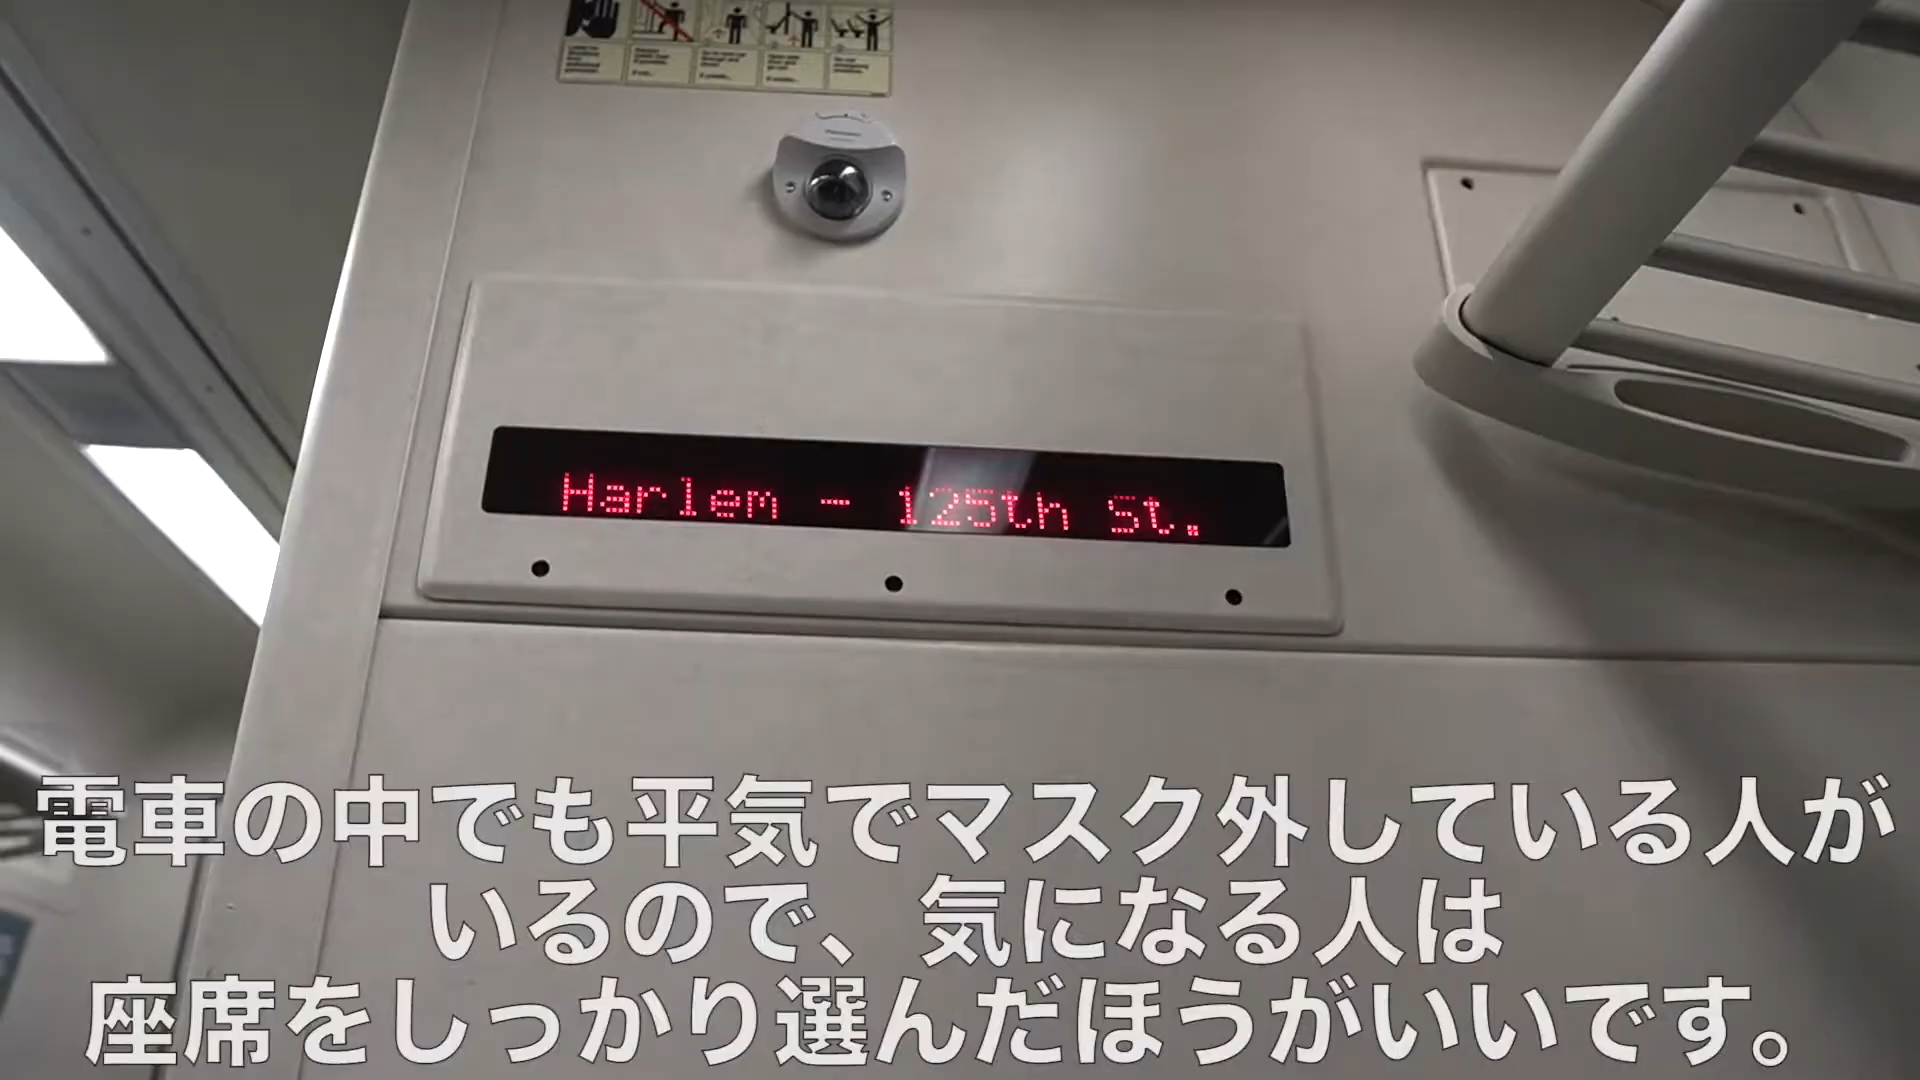 Harlem - 125th St.
電車の中でも平気でマスク外している人が
いるので、気になる人は
座席をしっかり選んだほうがいいです。